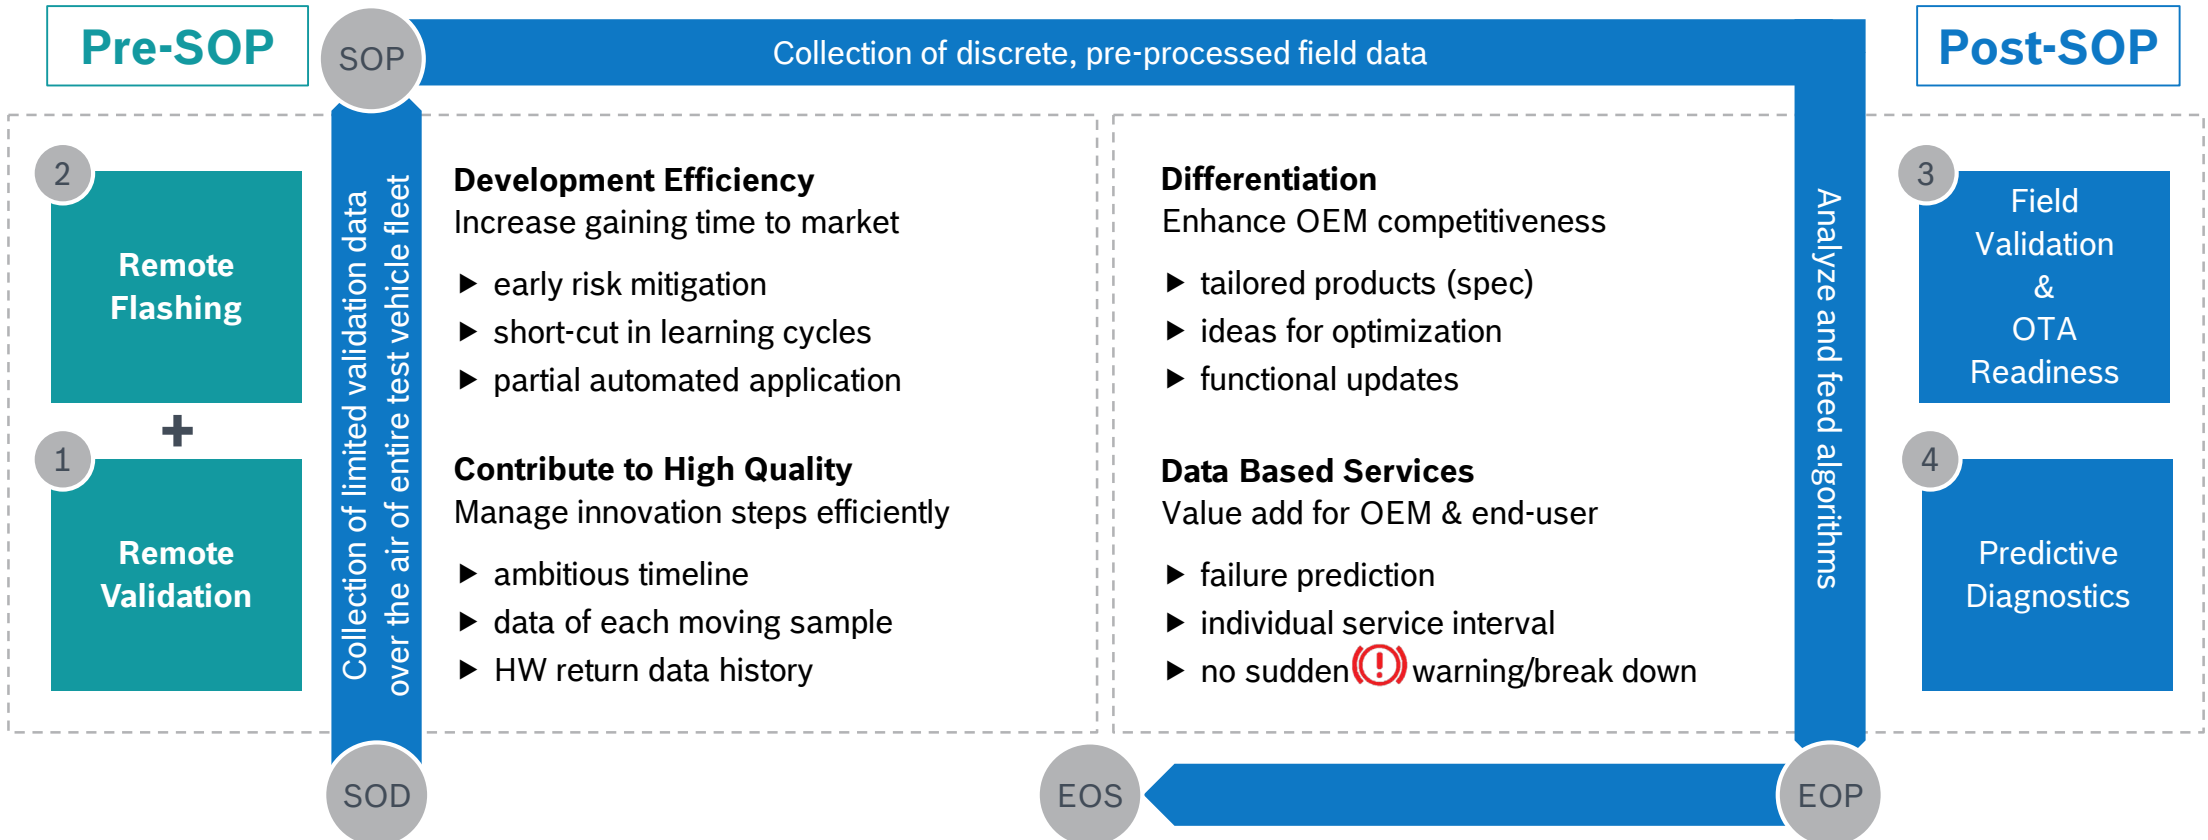 Pre-SOP
SOP
Collection of discrete, pre-processed field data
Post-SOP
2
Remote
Flashing
+
1
Remote
Validation
Collection of limited validation data
over the air of entire test vehicle fleet
Development Efficiency
Increase gaining time to market
► early risk mitigation
► short-cut in learning cycles
► partial automated application
Contribute to High Quality
Manage innovation steps efficiently
► ambitious timeline
► data of each moving sample
► HW return data history
Differentiation
Enhance OEM competitiveness
► tailored products (spec)
► ideas for optimization
► functional updates
Data Based Services
Value add for OEM & end-user
► failure prediction
► individual service interval
► no sudden (!) warning/break down
Analyze and feed algorithms
3
Field
Validation
&
OTA
Readiness
4
Predictive
Diagnostics
SOD
EOS
EOP